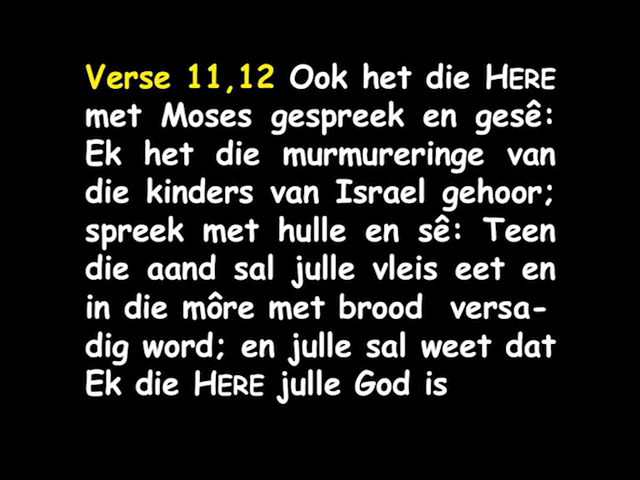 Verse 11,12 Ook het die HERE
met Moses gespreek en gesê:
Ek het die murmureringe van
die kinders van Israel gehoor;
spreek met hulle en sê: Teen
die aand sal julle vleis eet en
in die môre met brood versa-
dig word; en julle sal weet dat
Ek die HERE julle God is